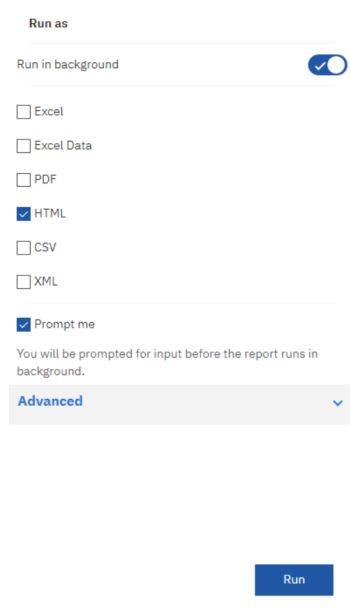 Run as
Run in background
Excel
Excel Data
PDF
HTML
CSV
XML
Prompt me
You will be prompted for input before the report runs in
background.
Advanced
Run